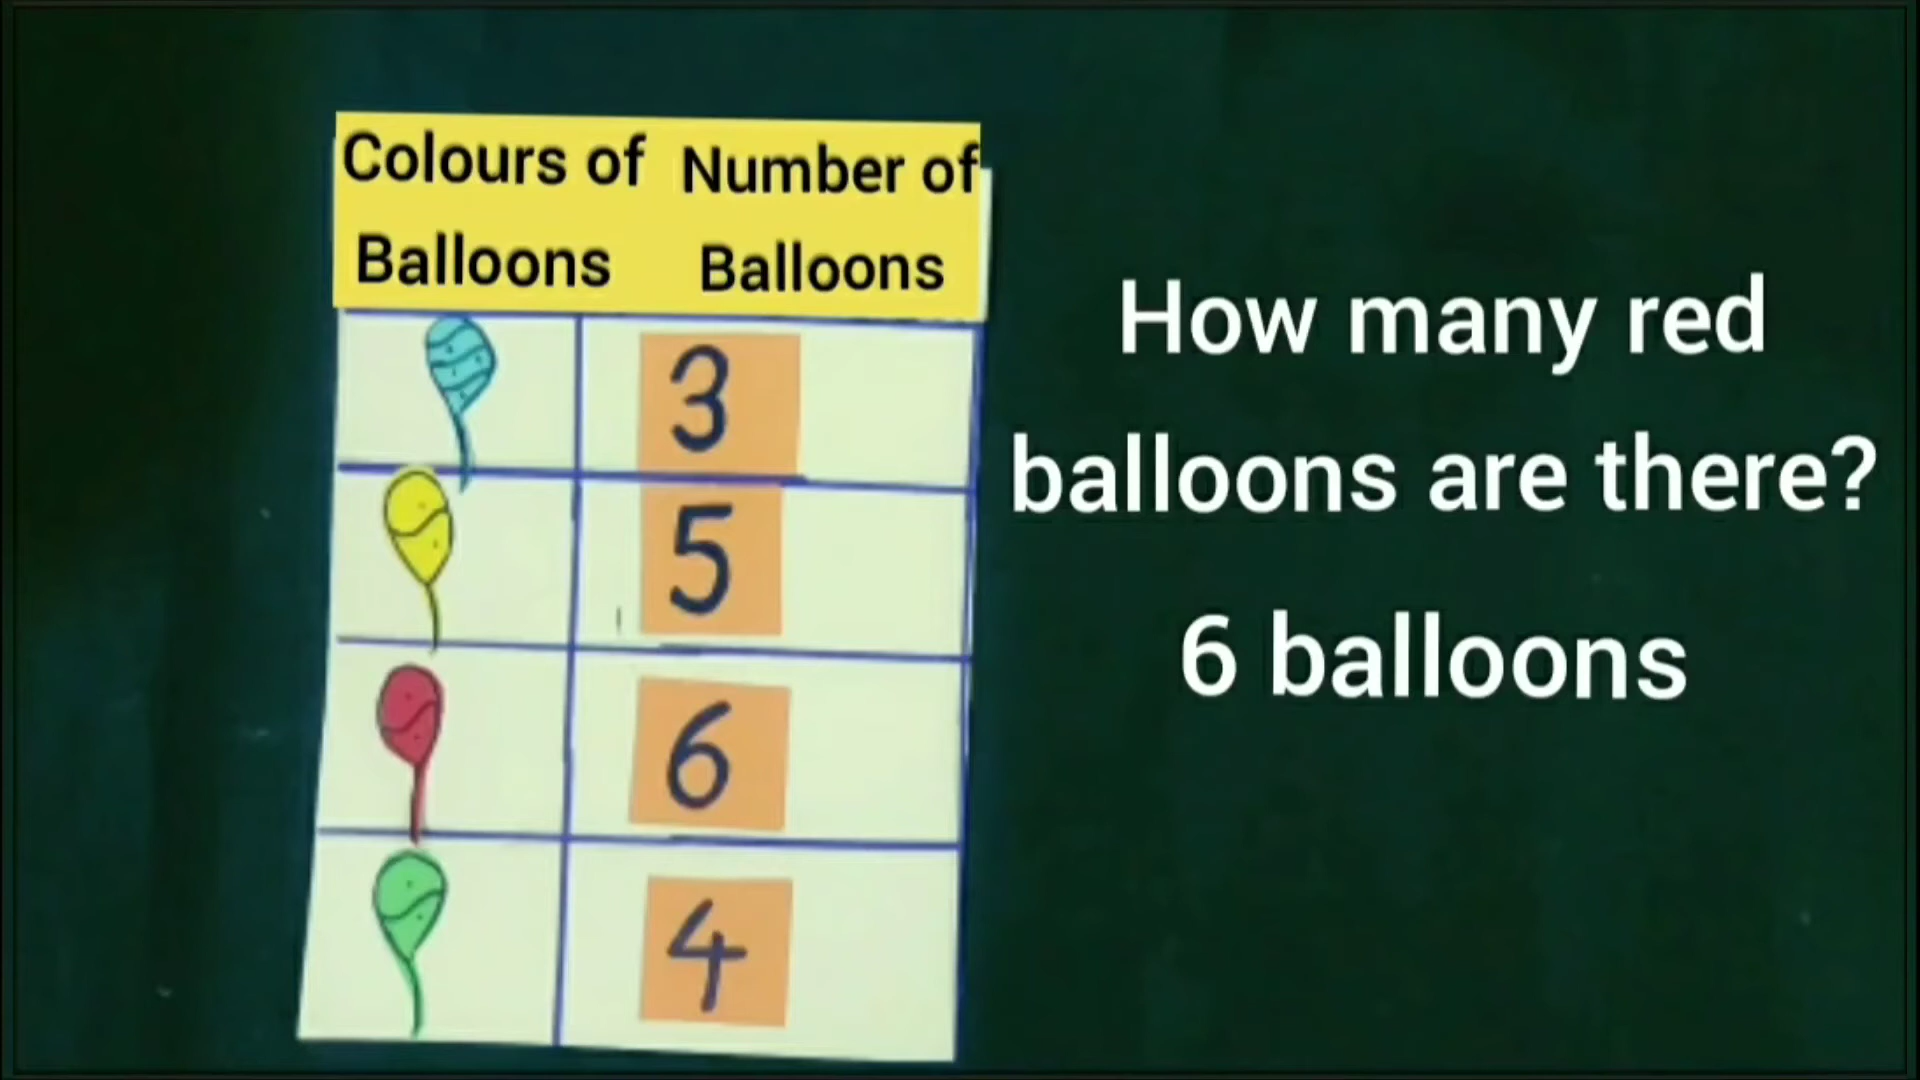 Colours of Number of
Balloons Balloons
3
5
6
4
How many red
balloons are there?
6 balloons